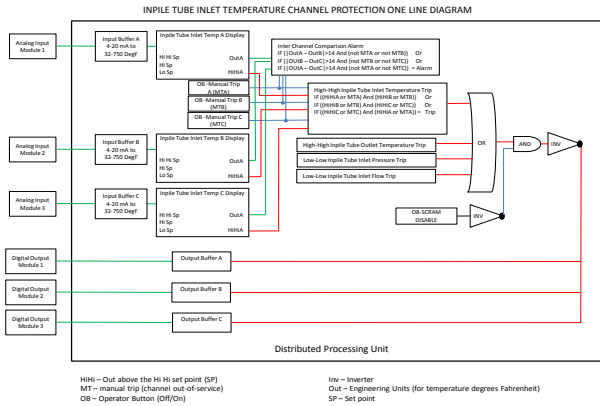 INPILE TUBE INLET TEMPERATURE CHANNEL PROTECTION ONE LINE DIAGRAM
Analog Input
Module 1
Input Buffer A
4-20 mA to
32-750 DegF
Inpile Tube Inlet Temp A Display
Hi Hi Sp
Hi Sp
Lo Sp
OutA
HiHiA
Inter Channel Comparison Alarm
IF ((|OutA – OutB|>14 And (not MTA or not MTB)) Or
IF ((|OutB – OutC|>14 And (not MTB or not MTC)) Or
IF ((|OutA – OutC|>14 And (not MTA or not MTC)) = Alarm
OB -Manual Trip
A (MTA)
OB -Manual Trip B
(MTB)
OB -Manual Trip C
(MTC)
High-High Inpile Tube Inlet Temperature Trip
IF ((HiHiA or MTA) And (HiHiB or MTB)) Or
IF ((HiHiB or MTB) And (HiHiC or MTC)) Or
IF ((HiHiC or MTC) And (HiHiA or MTA)) = Trip
Analog Input
Module 2
Input Buffer B
4-20 mA to
32-750 DegF
Inpile Tube Inlet Temp B Display
Hi Hi Sp
Hi Sp
Lo Sp
OutA
HiHiA
High-High Inpile Tube Outlet Temperature Trip
Low-Low Inpile Tube Inlet Pressure Trip
Low-Low Inpile Tube Inlet Flow Trip
OR
AND
INV
Analog Input
Module 3
Input Buffer C
4-20 mA to
32-750 DegF
Inpile Tube Inlet Temp C Display
Hi Hi Sp
Hi Sp
Lo Sp
OutA
HiHiA
OB-SCRAM
DISABLE
INV
Digital Output
Module 1
Output Buffer A
Digital Output
Module 2
Output Buffer B
Digital Output
Module 3
Output Buffer C
Distributed Processing Unit
HiHi – Out above the Hi Hi set point (SP)
MT – manual trip (channel out-of-service)
OB – Operator Button (Off/On)
Inv – Inverter
Out – Engineering Units (for temperature degrees Fahrenheit)
SP – Set point